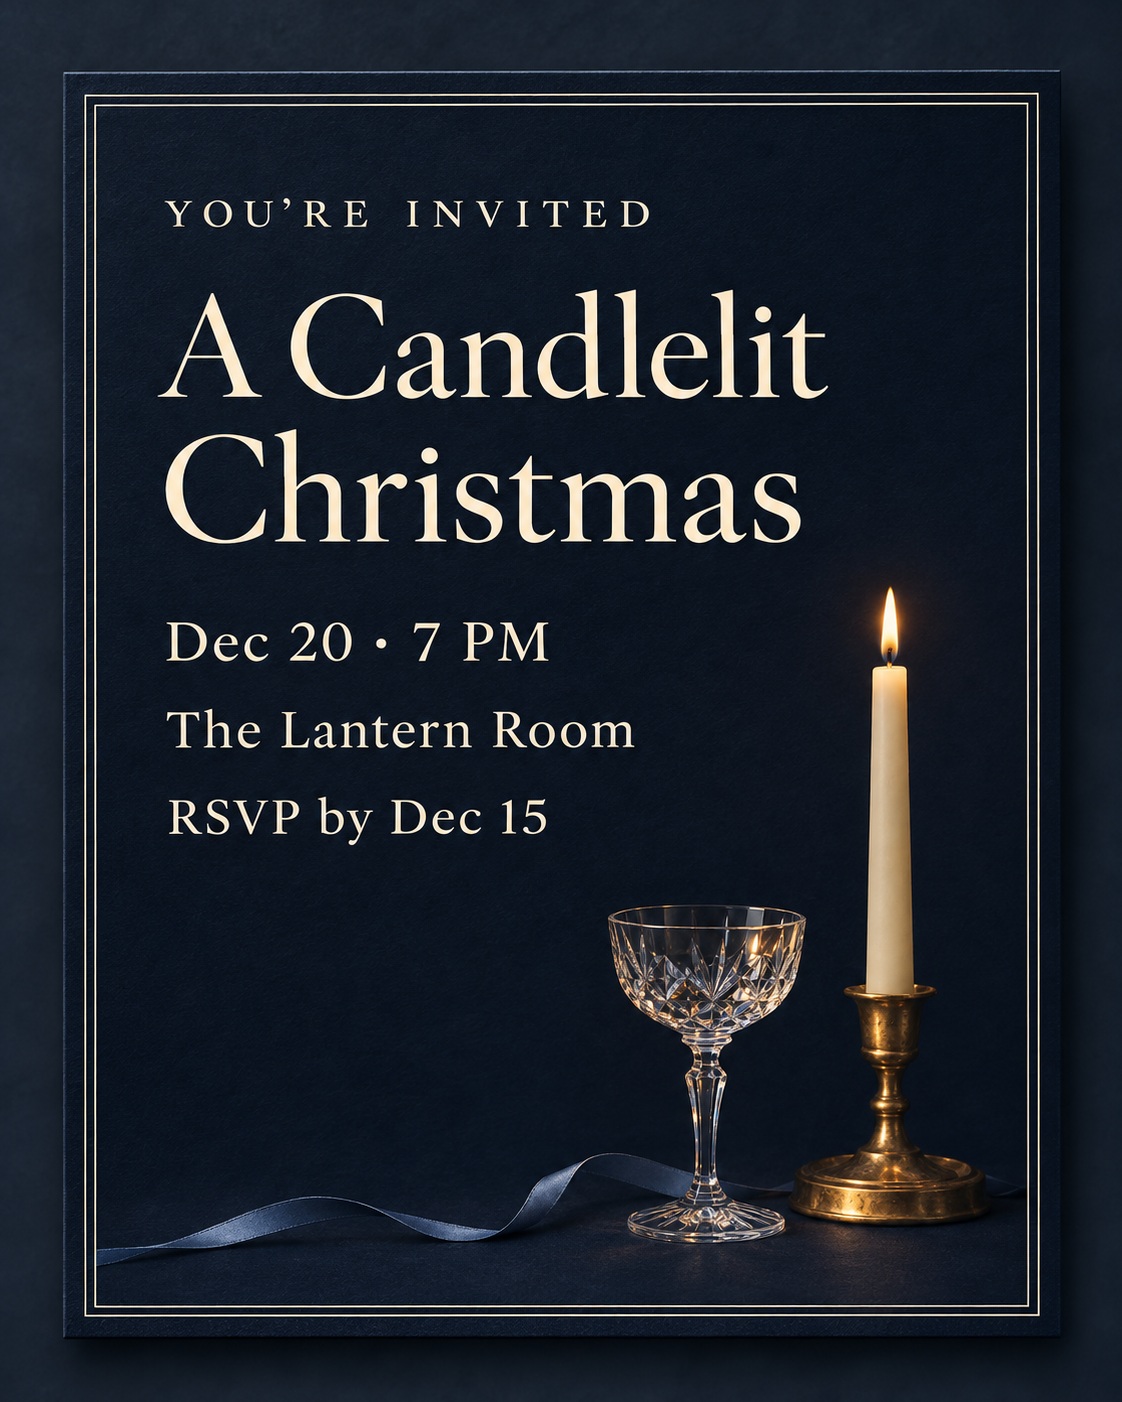 YOU’RE INVITED
A Candlelit
Christmas
Dec 20 • 7 PM
The Lantern Room
RSVP by Dec 15